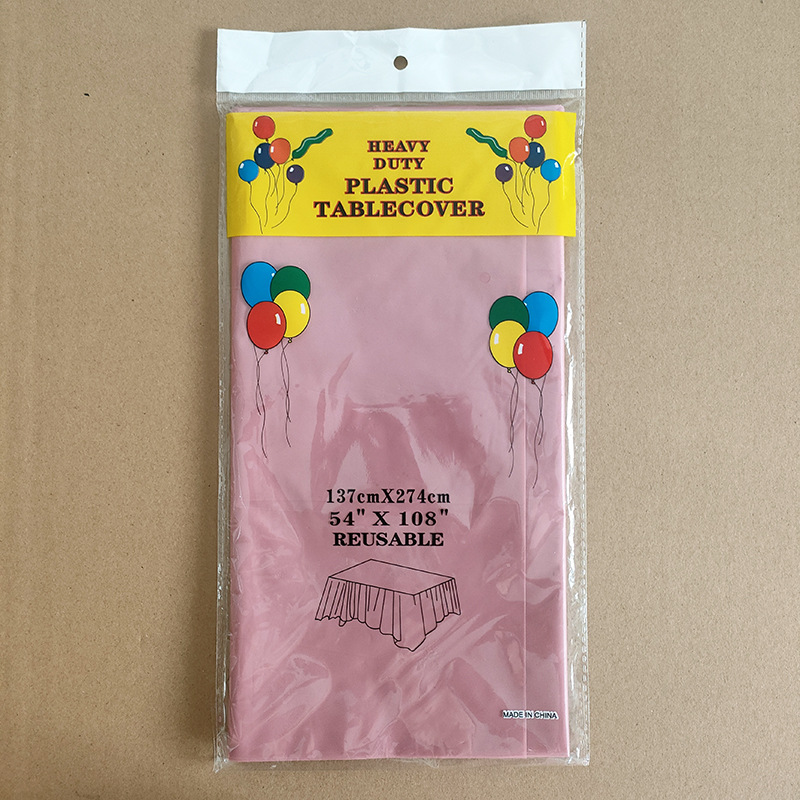 HEAVY
DUTY
PLASTIC
TABLECOVER
137cmX274cm
54" X 108"
REUSABLE
MADE IN CHINA